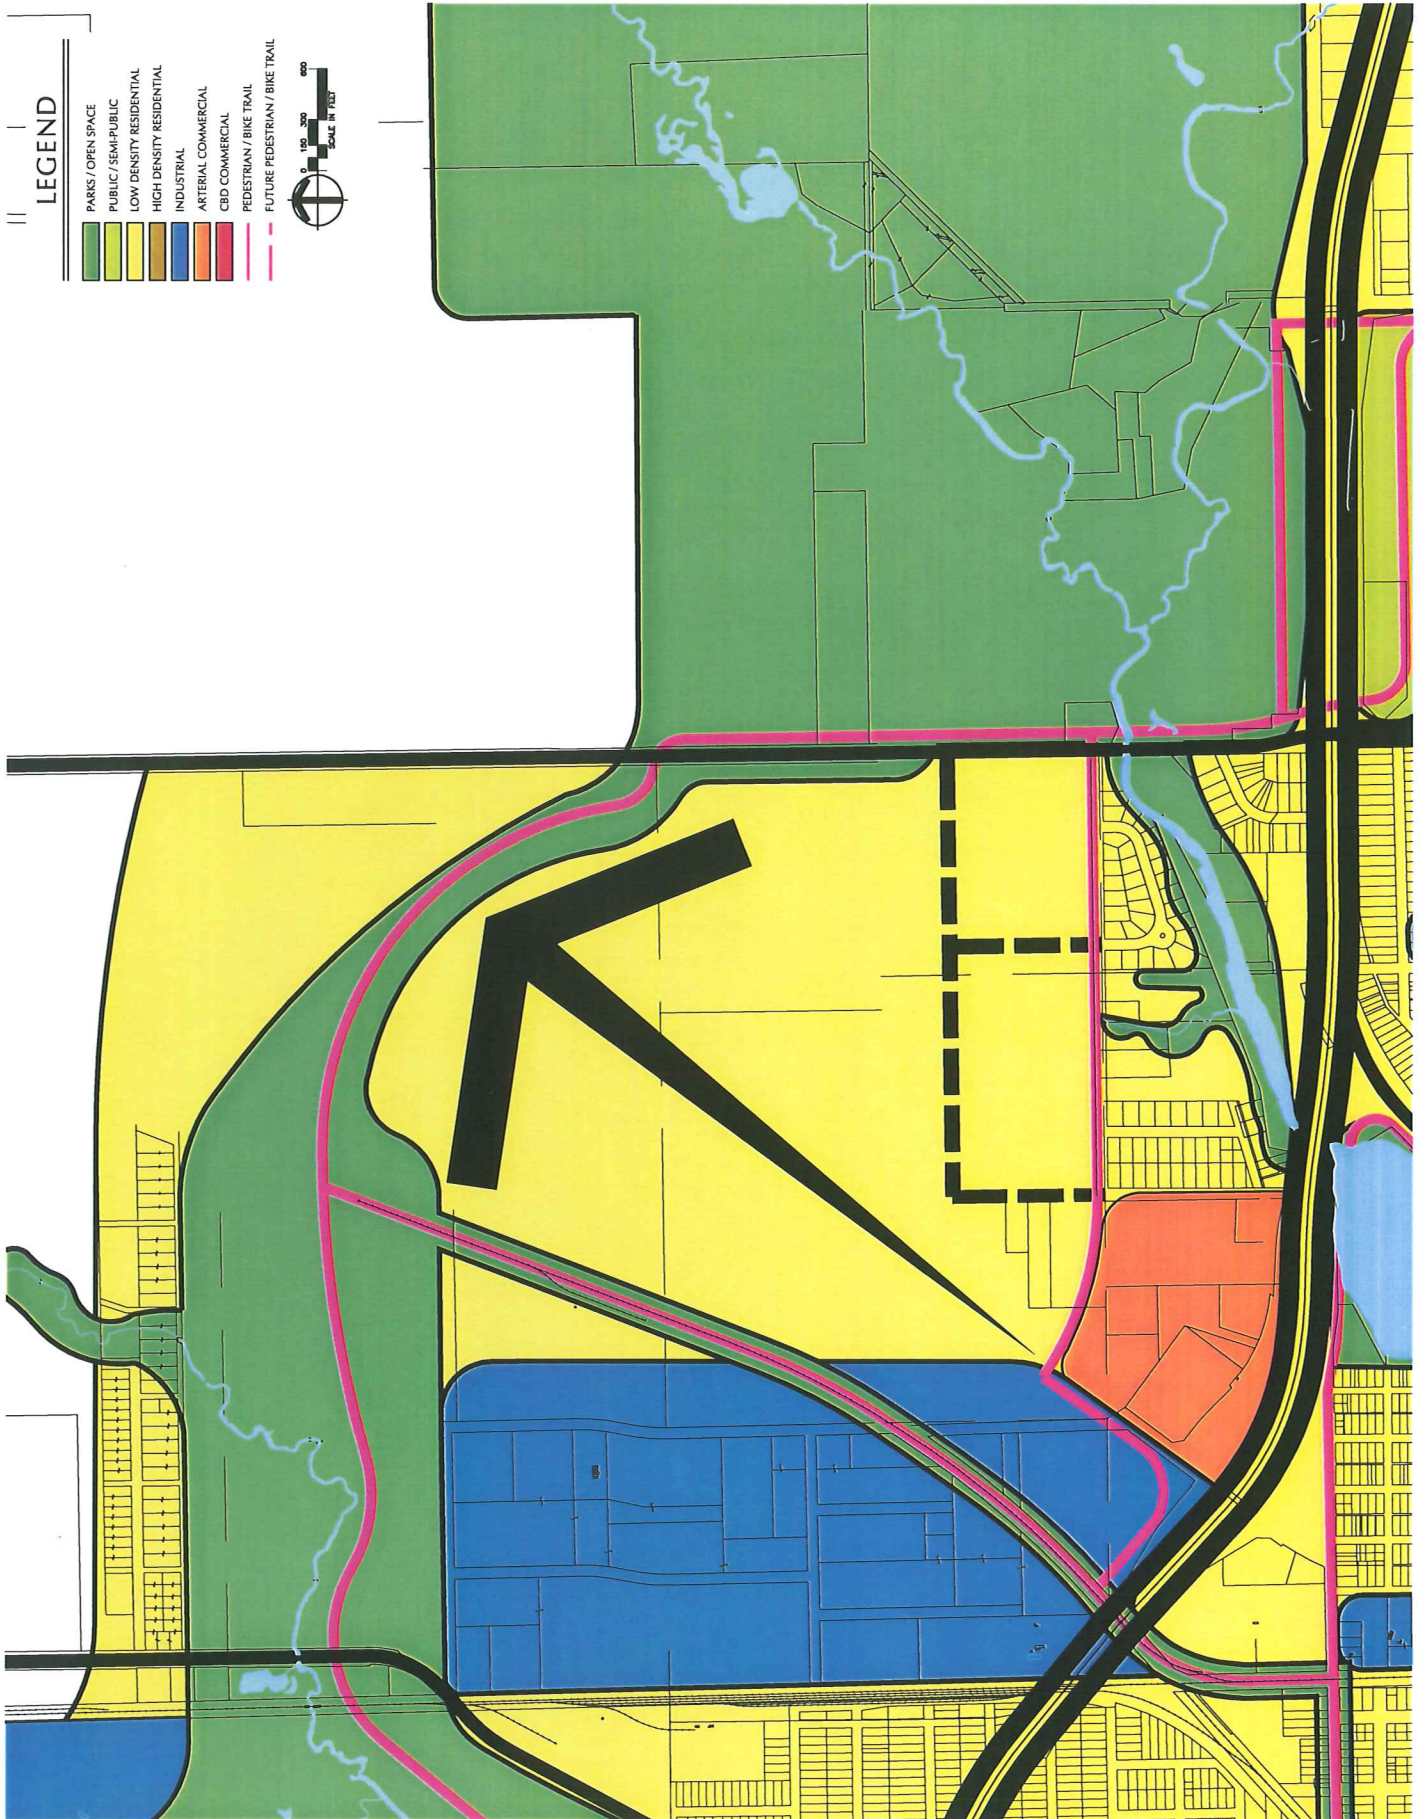 LEGEND
PARKS / OPEN SPACE
PUBLIC / SEMI-PUBLIC
LOW DENSITY RESIDENTIAL
HIGH DENSITY RESIDENTIAL
INDUSTRIAL
ARTERIAL COMMERCIAL
CBD COMMERCIAL
PEDESTRIAN / BIKE TRAIL
FUTURE PEDESTRIAN / BIKE TRAIL
0 150 300 600
SCALE IN FEET